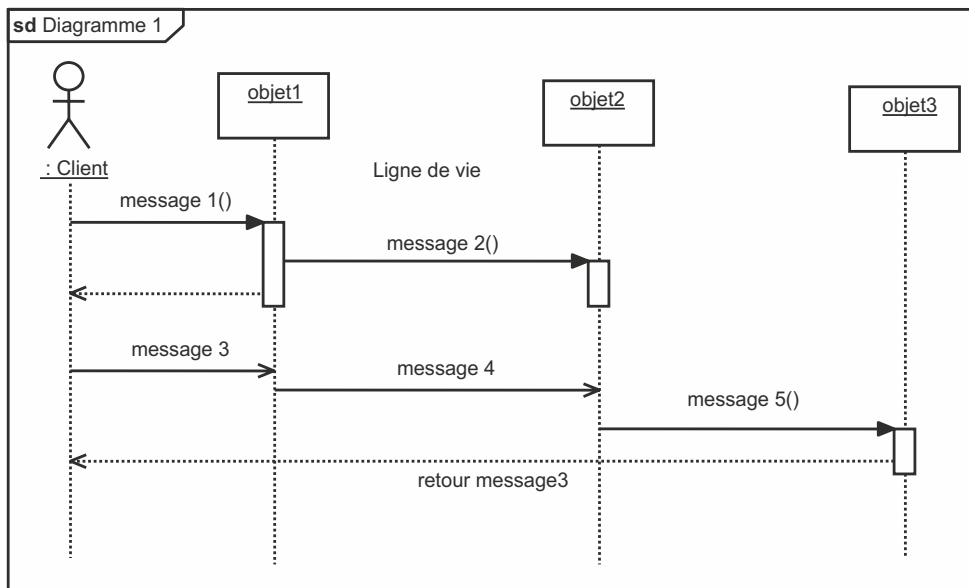 sd Diagramme 1
objet1
objet2
objet3
: Client
Ligne de vie
message 1()
message 2()
message 3
message 4
message 5()
retour message3